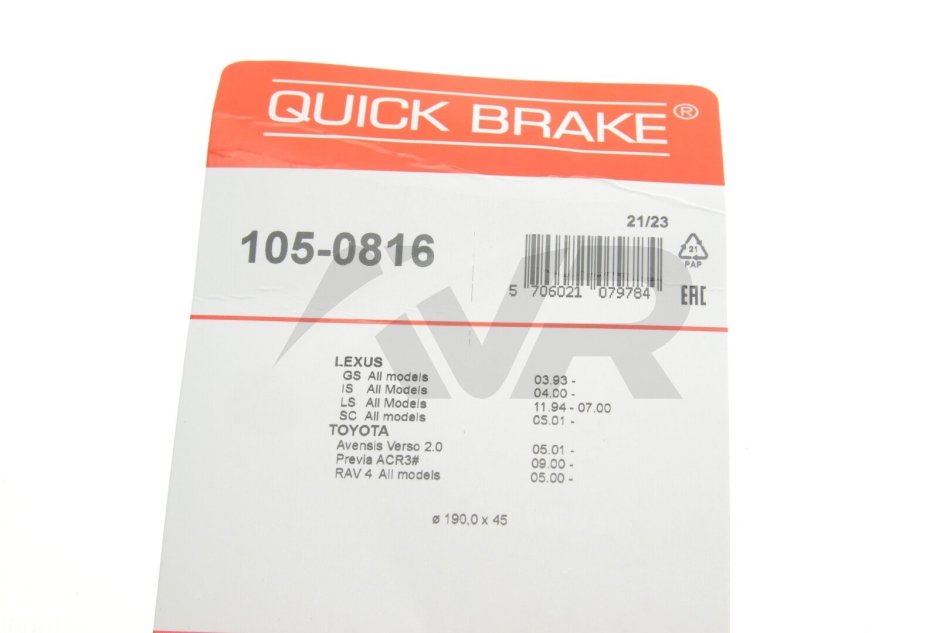 QUICK BRAKE®
105-0816
21/23
5 706021 079784
21
PAP
EAC
LEXUS
GS All models 03.93 -
IS All Models 04.00 -
LS All Models 11.94 - 07.00
SC All models 05.01 -
TOYOTA
Avensis Verso 2.0 05.01 -
Previa ACR3# 09.00 -
RAV 4 All models 05.00 -
ø 190,0 x 45